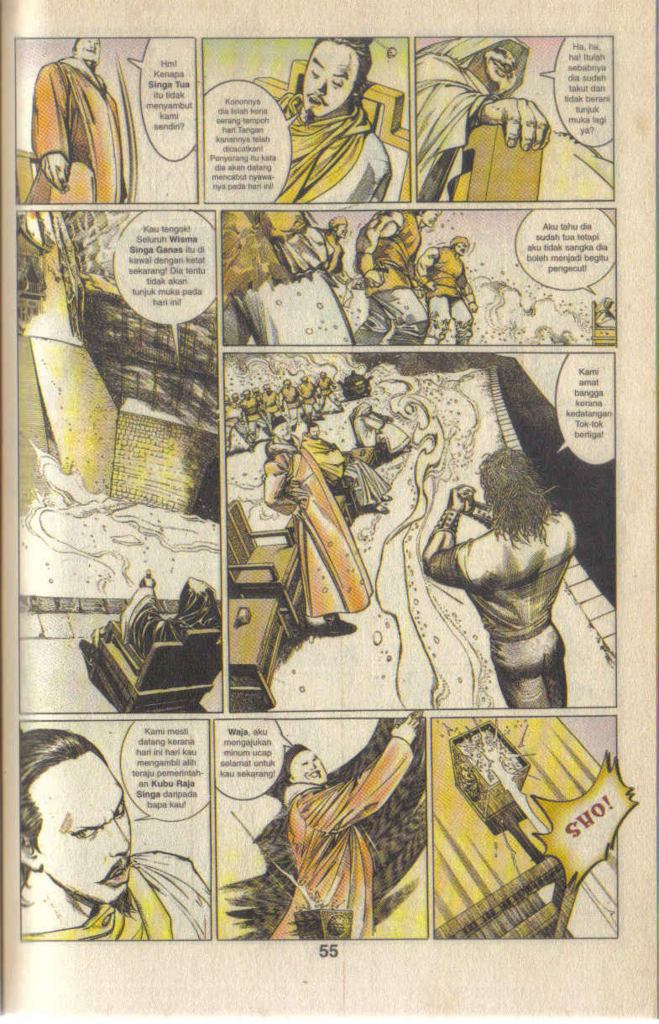 Hm!
Kenapa
Singa Tua
itu tidak
menyambut
kami
sendiri?
Kononnya
dia telah kena
serang tempoh
hari! Tangan
kanannya telah
dicacatkan!
Penyerang itu kata
dia akan datang
mencabut nyawa-
nya pada hari ini!
Ha, ha,
ha! Itulah
sebabnya
dia sudah
takut dan
tidak berani
tunjuk
muka lagi
ya?
Kau tengok!
Seluruh Wisma
Singa Ganas itu di
kawal dengan ketat
sekarang! Dia tentu
tidak akan
tunjuk muka pada
hari ini!
Aku tahu dia
sudah tua tetapi
aku tidak sangka dia
boleh menjadi begitu
pengecut!
Kami
amat
bangga
kerana
kedatangan
Tok-tok
bertiga!
Kami mesti
datang kerana
hari ini hari kau
mengambil alih
teraju pemerintah-
an Kubu Raja
Singa daripada
bapa kau!
Waja, aku
mengajukan
minum ucap
selamat untuk
kau sekarang!
SHO!
55